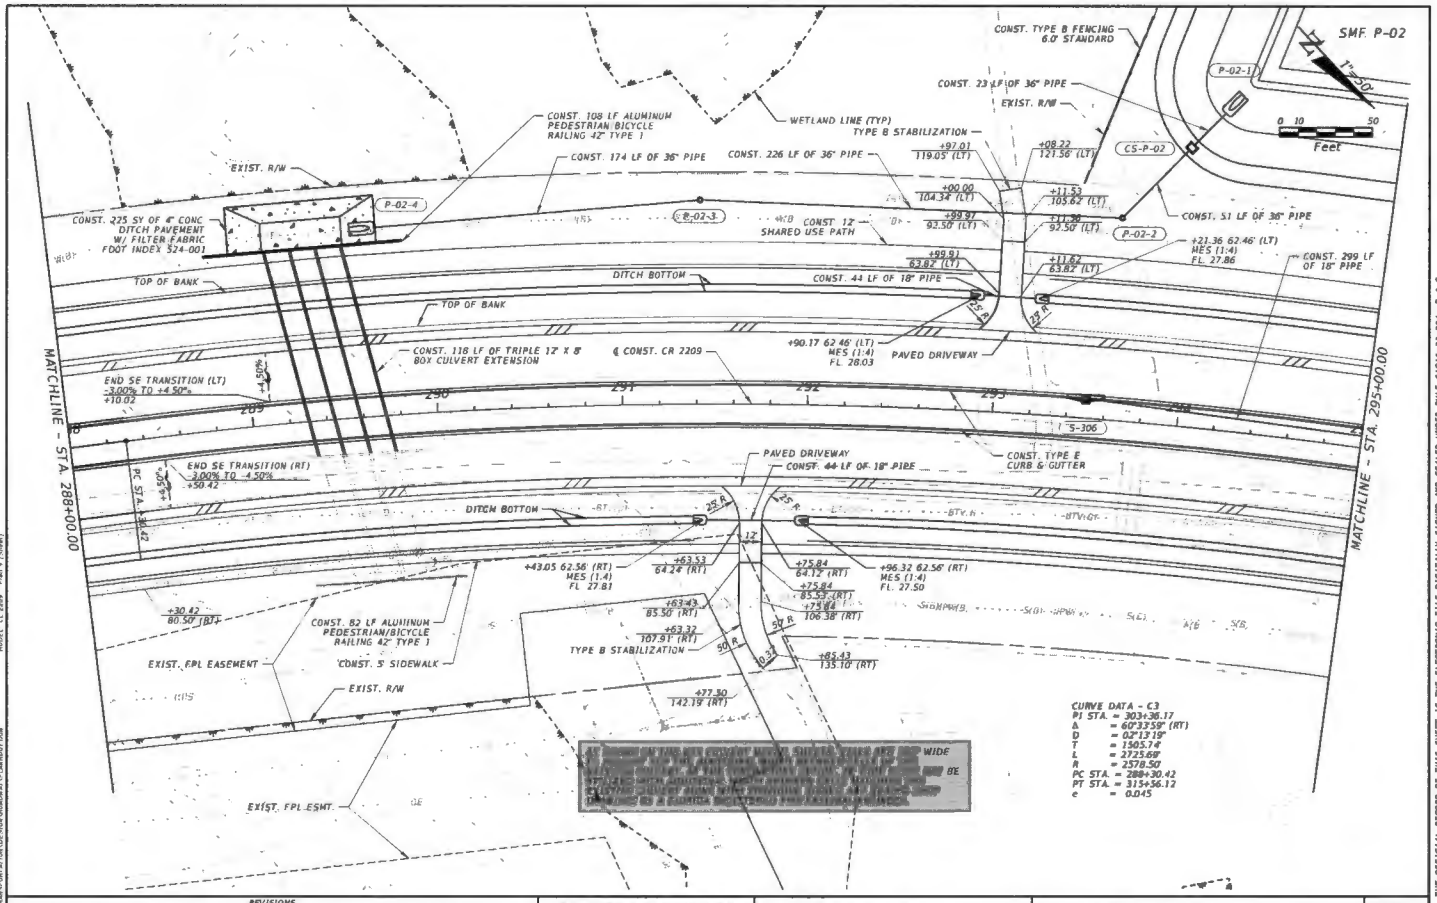 SMF P-02
CONST. TYPE B FENCING
6.0' STANDARD
P-02-1
N
1"=50'
CONST. 23 LF OF 36" PIPE
EXIST. R/W
0 10 50
Feet
CONST. 108 LF ALUMINUM
PEDESTRIAN BICYCLE
RAILING 42" TYPE 1
WETLAND LINE (TYP)
TYPE B STABILIZATION
+97.01
119.05' (LT)
+08.22
121.56' (LT)
CS-P-02
CONST. 174 LF OF 36" PIPE
CONST. 226 LF OF 36" PIPE
EXIST. R/W
+00.00
104.34' (LT)
+11.53
105.62' (LT)
P-02-4
P-02-3
CONST. 51 LF OF 36" PIPE
CONST. 225 SY OF 4" CONC
DITCH PAVEMENT
W/ FILTER FABRIC
FDOT INDEX 524-001
CONST 12'
SHARED USE PATH
+99.97
92.50' (LT)
+11.56
92.50' (LT)
P-02-2
+21.36 62.46' (LT)
MES (1:4)
FL. 27.86
+99.91
63.82' (LT)
+11.62
63.82' (LT)
CONST. 299 LF
OF 18" PIPE
TOP OF BANK
DITCH BOTTOM
CONST. 44 LF OF 18" PIPE
TOP OF BANK
25' R
25' R
+90.17 62.46' (LT)
MES (1:4)
FL 28.03
PAVED DRIVEWAY
CONST. 118 LF OF TRIPLE 12' X 8'
BOX CULVERT EXTENSION
℄ CONST. CR 2209
MATCHLINE - STA. 288+00.00
MATCHLINE - STA. 295+00.00
END SE TRANSITION (LT)
-3.00% TO +4.50%
+10.02
+4.50%
289
290
291
292
293
S-306
END SE TRANSITION (RT)
-3.00% TO -4.50%
+50.42
PAVED DRIVEWAY
CONST. 44 LF OF 18" PIPE
CONST. TYPE E
CURB & GUTTER
25' R
25' R
DITCH BOTTOM
12'
+43.05 62.56' (RT)
MES (1:4)
FL 27.81
+63.53
64.24' (RT)
+75.84
64.12' (RT)
+96.32 62.56' (RT)
MES (1:4)
FL 27.50
+75.84
85.53' (RT)
+63.43
85.50' (RT)
+75.84
106.38' (RT)
+30.42
80.50' (RT)
CONST. 82 LF ALUMINUM
PEDESTRIAN/BICYCLE
RAILING 42" TYPE 1
+63.32
107.91' (RT)
TYPE B STABILIZATION
50' R
50' R
+85.43
135.10' (RT)
EXIST. FPL EASEMENT
CONST. 5' SIDEWALK
EXIST. R/W
+77.50
142.19' (RT)
WIDE
BE
EXIST. FPL ESMT.
CURVE DATA - C3
PI STA. = 303+36.17
Δ = 60°33'59" (RT)
D = 02°13'19"
T = 1505.74'
L = 2725.69'
R = 2578.50'
PC STA. = 288+30.42
PT STA. = 315+56.12
e = 0.045
REVISIONS